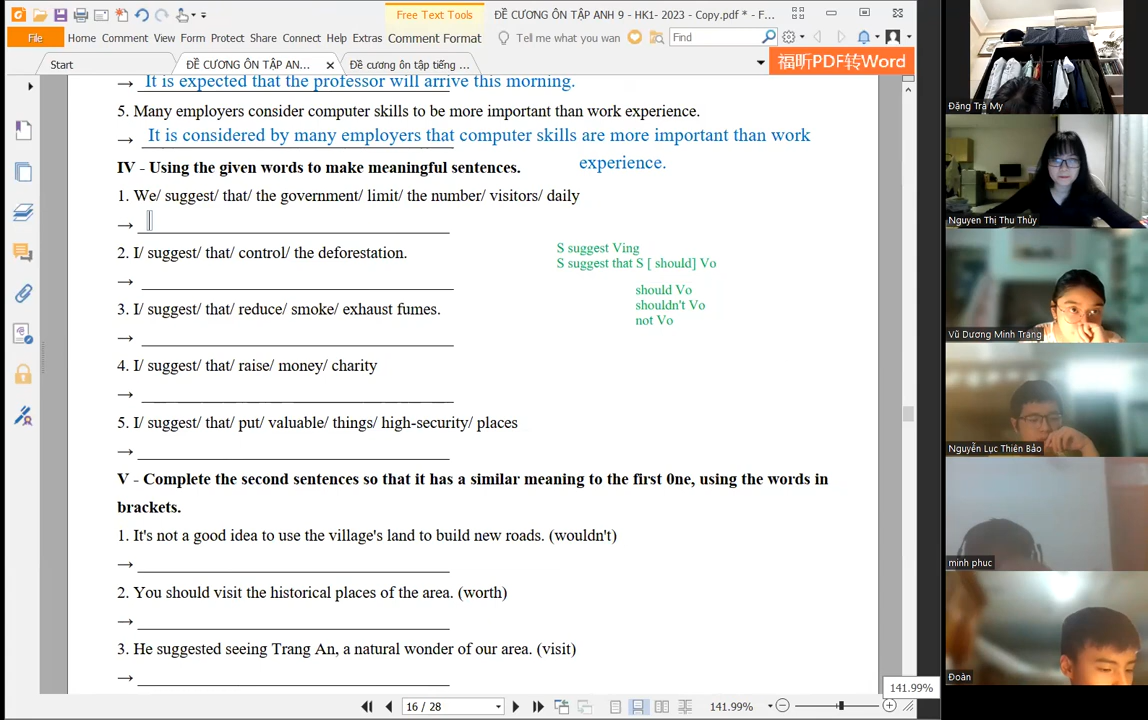 Free Text Tools
ĐỀ CƯƠNG ÔN TẬP ANH 9 - HK1- 2023 - Copy.pdf * - F...
File Home Comment View Form Protect Share Connect Help Extras Comment Format Tell me what you want Find
Start ĐỀ CƯƠNG ÔN TẬP AN... Đề cương ôn tập tiếng ... 福昕PDF转Word
→ It is expected that the professor will arrive this morning.
5. Many employers consider computer skills to be more important than work experience.
→ It is considered by many employers that computer skills are more important than work
experience.
IV - Using the given words to make meaningful sentences.
1. We/ suggest/ that/ the government/ limit/ the number/ visitors/ daily
→
2. I/ suggest/ that/ control/ the deforestation.
→
S suggest Ving
S suggest that S [ should] Vo
should Vo
shouldn't Vo
not Vo
3. I/ suggest/ that/ reduce/ smoke/ exhaust fumes.
→
4. I/ suggest/ that/ raise/ money/ charity
→
5. I/ suggest/ that/ put/ valuable/ things/ high-security/ places
→
V - Complete the second sentences so that it has a similar meaning to the first 0ne, using the words in
brackets.
1. It's not a good idea to use the village's land to build new roads. (wouldn't)
→
2. You should visit the historical places of the area. (worth)
→
3. He suggested seeing Trang An, a natural wonder of our area. (visit)
→
141.99%
16 / 28
141.99%
Đặng Trà My
Nguyen Thị Thu Thủy
Vũ Dương Minh Trang
Nguyễn Lục Thiên Bảo
minh phuc
Đoàn